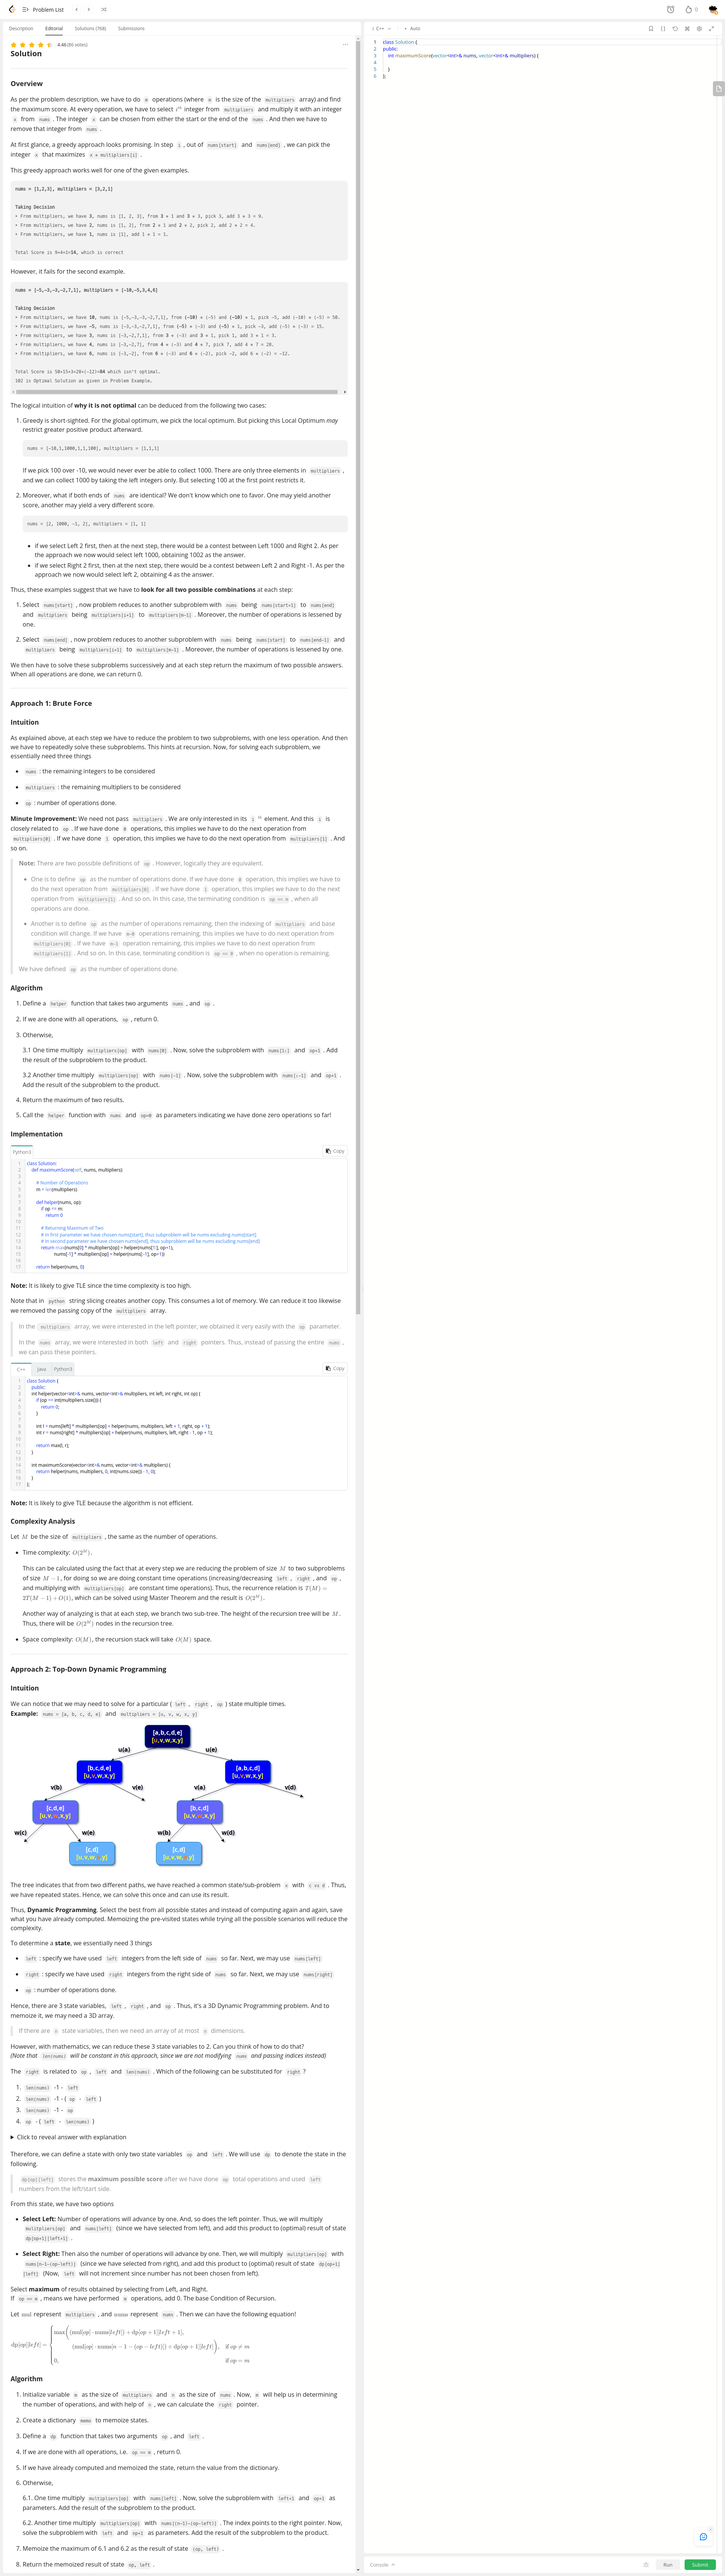 Problem List
0
Description Editorial Solutions (768) Submissions
4.46 (86 votes)
Solution
Overview
As per the problem description, we have to do m operations (where m is the size of the multipliers array) and find
the maximum score. At every operation, we have to select i th integer from multipliers and multiply it with an integer
x from nums . The integer x can be chosen from either the start or the end of the nums . And then we have to
remove that integer from nums .
At first glance, a greedy approach looks promising. In step i , out of nums[start] and nums[end] , we can pick the
integer x that maximizes x * multipliers[i] .
This greedy approach works well for one of the given examples.
nums = [1,2,3], multipliers = [3,2,1]
Taking Decision
• From multipliers, we have 3, nums is [1, 2, 3], from 3 * 1 and 3 * 3, pick 3, add 3 * 3 = 9.
• From multipliers, we have 2, nums is [1, 2], from 2 * 1 and 2 * 2, pick 2, add 2 * 2 = 4.
• From multipliers, we have 1, nums is [1], add 1 * 1 = 1.
Total Score is 9+4+1=14, which is correct
However, it fails for the second example.
nums = [-5,-3,-3,-2,7,1], multipliers = [-10,-5,3,4,6]
Taking Decision
• From multipliers, we have 10, nums is [-5,-3,-3,-2,7,1], from (-10) * (-5) and (-10) * 1, pick -5, add (-10) * (-5) = 50.
• From multipliers, we have -5, nums is [-3,-3,-2,7,1], from (-5) * (-3) and (-5) * 1, pick -3, add (-5) * (-3) = 15.
• From multipliers, we have 3, nums is [-3,-2,7,1], from 3 * (-3) and 3 * 1, pick 1, add 3 * 1 = 3.
• From multipliers, we have 4, nums is [-3,-2,7], from 4 * (-3) and 4 * 7, pick 7, add 4 * 7 = 28.
• From multipliers, we have 6, nums is [-3,-2], from 6 * (-3) and 6 * (-2), pick -2, add 6 * (-2) = -12.
Total Score is 50+15+3+28+(-12)=84 which isn't optimal.
102 is Optimal Solution as given in Problem Example.
The logical intuition of why it is not optimal can be deduced from the following two cases:
1. Greedy is short-sighted. For the global optimum, we pick the local optimum. But picking this Local Optimum may
restrict greater positive product afterward.
nums = [-10,1,1000,1,1,100], multipliers = [1,1,1]
If we pick 100 over -10, we would never ever be able to collect 1000. There are only three elements in multipliers ,
and we can collect 1000 by taking the left integers only. But selecting 100 at the first point restricts it.
2. Moreover, what if both ends of nums are identical? We don't know which one to favor. One may yield another
score, another may yield a very different score.
nums = [2, 1000, -1, 2], multipliers = [1, 1]
• if we select Left 2 first, then at the next step, there would be a contest between Left 1000 and Right 2. As per
the approach we now would select left 1000, obtaining 1002 as the answer.
• if we select Right 2 first, then at the next step, there would be a contest between Left 2 and Right -1. As per the
approach we now would select left 2, obtaining 4 as the answer.
Thus, these examples suggest that we have to look for all two possible combinations at each step:
1. Select nums[start] , now problem reduces to another subproblem with nums being nums[start+1] to nums[end]
and multipliers being multipliers[i+1] to multipliers[m-1] . Moreover, the number of operations is lessened by
one.
2. Select nums[end] , now problem reduces to another subproblem with nums being nums[start] to nums[end-1] and
multipliers being multipliers[i+1] to multipliers[m-1] . Moreover, the number of operations is lessened by one.
We then have to solve these subproblems successively and at each step return the maximum of two possible answers.
When all operations are done, we can return 0.
Approach 1: Brute Force
Intuition
As explained above, at each step we have to reduce the problem to two subproblems, with one less operation. And then
we have to repeatedly solve these subproblems. This hints at recursion. Now, for solving each subproblem, we
essentially need three things
• nums : the remaining integers to be considered
• multipliers : the remaining multipliers to be considered
• op : number of operations done.
Minute Improvement: We need not pass multipliers . We are only interested in its i th element. And this i is
closely related to op . If we have done 0 operations, this implies we have to do the next operation from
multipliers[0] . If we have done 1 operation, this implies we have to do the next operation from multipliers[1] . And
so on.
Note: There are two possible definitions of op . However, logically they are equivalent.
• One is to define op as the number of operations done. If we have done 0 operation, this implies we have to
do the next operation from multipliers[0] . If we have done 1 operation, this implies we have to do the next
operation from multipliers[1] . And so on. In this case, the terminating condition is op == m , when all
operations are done.
• Another is to define op as the number of operations remaining, then the indexing of multipliers and base
condition will change. If we have m-0 operations remaining, this implies we have to do next operation from
multipliers[0] . If we have m-1 operation remaining, this implies we have to do next operation from
multipliers[1] . And so on. In this case, terminating condition is op == 0 , when no operation is remaining.
We have defined op as the number of operations done.
Algorithm
1. Define a helper function that takes two arguments nums , and op .
2. If we are done with all operations, op , return 0.
3. Otherwise,
3.1 One time multiply multipliers[op] with nums[0] . Now, solve the subproblem with nums[1:] and op+1 . Add
the result of the subproblem to the product.
3.2 Another time multiply multipliers[op] with nums[-1] . Now, solve the subproblem with nums[:-1] and op+1 .
Add the result of the subproblem to the product.
4. Return the maximum of two results.
5. Call the helper function with nums and op=0 as parameters indicating we have done zero operations so far!
Implementation
Python3 Copy
1 class Solution:
2 def maximumScore(self, nums, multipliers):
3
4 # Number of Operations
5 m = len(multipliers)
6
7 def helper(nums, op):
8 if op == m:
9 return 0
10
11 # Returning Maximum of Two
12 # In first parameter we have chosen nums[start], thus subproblem will be nums excluding nums[start]
13 # In second parameter we have chosen nums[end], thus subproblem will be nums excluding nums[end]
14 return max(nums[0] * multipliers[op] + helper(nums[1:], op+1),
15 nums[-1] * multipliers[op] + helper(nums[:-1], op+1))
16
17 return helper(nums, 0)
Note: It is likely to give TLE since the time complexity is too high.
Note that in python string slicing creates another copy. This consumes a lot of memory. We can reduce it too likewise
we removed the passing copy of the multipliers array.
In the multipliers array, we were interested in the left pointer, we obtained it very easily with the op parameter.
In the nums array, we were interested in both left and right pointers. Thus, instead of passing the entire nums ,
we can pass these pointers.
C++ Java Python3 Copy
1 class Solution {
2 public:
3 int helper(vector<int>& nums, vector<int>& multipliers, int left, int right, int op) {
4 if (op == int(multipliers.size())) {
5 return 0;
6 }
7
8 int l = nums[left] * multipliers[op] + helper(nums, multipliers, left + 1, right, op + 1);
9 int r = nums[right] * multipliers[op] + helper(nums, multipliers, left, right - 1, op + 1);
10
11 return max(l, r);
12 }
13
14 int maximumScore(vector<int>& nums, vector<int>& multipliers) {
15 return helper(nums, multipliers, 0, int(nums.size()) - 1, 0);
16 }
17 };
Note: It is likely to give TLE because the algorithm is not efficient.
Complexity Analysis
Let M be the size of multipliers , the same as the number of operations.
• Time complexity: O(2^M).
This can be calculated using the fact that at every step we are reducing the problem of size M to two subproblems
of size M − 1, for doing so we are doing constant time operations (increasing/decreasing left , right , and op ,
and multiplying with multipliers[op] are constant time operations). Thus, the recurrence relation is T(M) =
2T(M − 1) + O(1), which can be solved using Master Theorem and the result is O(2^M).
Another way of analyzing is that at each step, we branch two sub-tree. The height of the recursion tree will be M.
Thus, there will be O(2^M) nodes in the recursion tree.
• Space complexity: O(M), the recursion stack will take O(M) space.
Approach 2: Top-Down Dynamic Programming
Intuition
We can notice that we may need to solve for a particular ( left , right , op ) state multiple times.
Example: nums = [a, b, c, d, e] and multipliers = [u, v, w, x, y]
[a,b,c,d,e]
[u,v,w,x,y]
u(a) u(e)
[b,c,d,e]
[u,v,w,x,y]
[a,b,c,d]
[u,v,w,x,y]
v(b) v(e) v(a) v(d)
[c,d,e]
[u,v,w,x,y]
[b,c,d]
[u,v,w,x,y]
w(c) w(e) w(b) w(d)
[c,d]
[u,v,w,x,y]
[c,d]
[u,v,w,x,y]
The tree indicates that from two different paths, we have reached a common state/sub-problem x with c vs d . Thus,
we have repeated states. Hence, we can solve this once and can use its result.
Thus, Dynamic Programming. Select the best from all possible states and instead of computing again and again, save
what you have already computed. Memoizing the pre-visited states while trying all the possible scenarios will reduce the
complexity.
To determine a state, we essentially need 3 things
• left : specify we have used left integers from the left side of nums so far. Next, we may use nums[left]
• right : specify we have used right integers from the right side of nums so far. Next, we may use nums[right]
• op : number of operations done.
Hence, there are 3 state variables, left , right , and op . Thus, it's a 3D Dynamic Programming problem. And to
memoize it, we may need a 3D array.
If there are n state variables, then we need an array of at most n dimensions.
However, with mathematics, we can reduce these 3 state variables to 2. Can you think of how to do that?
(Note that len(nums) will be constant in this approach, since we are not modifying nums and passing indices instead)
The right is related to op , left and len(nums) . Which of the following can be substituted for right ?
1. len(nums) -1 - left
2. len(nums) -1 - ( op - left )
3. len(nums) -1 - op
4. op - ( left - len(nums) )
Click to reveal answer with explanation
Therefore, we can define a state with only two state variables op and left . We will use dp to denote the state in the
following.
dp[op][left] stores the maximum possible score after we have done op total operations and used left
numbers from the left/start side.
From this state, we have two options
• Select Left: Number of operations will advance by one. And, so does the left pointer. Thus, we will multiply
mulitpliers[op] and nums[left] (since we have selected from left), and add this product to (optimal) result of state
dp[op+1][left+1] .
• Select Right: Then also the number of operations will advance by one. Then, we will multiply mulitpliers[op] with
nums[n-1-(op-left)] (since we have selected from right), and add this product to (optimal) result of state dp[op+1]
[left] (Now, left will not increment since number has not been chosen from left).
Select maximum of results obtained by selecting from Left, and Right.
If op == m , means we have performed m operations, add 0. The base Condition of Recursion.
Let mul represent multipliers , and nums represent nums . Then we can have the following equation!
dp[op][left] = { max( (mul[op] · nums[left]) + dp[op + 1][left + 1],
(mul[op] · nums[n − 1 − (op − left)]) + dp[op + 1][left] ), if op ≠ m
0, if op = m
Algorithm
1. Initialize variable m as the size of multipliers and n as the size of nums . Now, m will help us in determining
the number of operations, and with help of n , we can calculate the right pointer.
2. Create a dictionary memo to memoize states.
3. Define a dp function that takes two arguments op , and left .
4. If we are done with all operations, i.e. op == m , return 0.
5. If we have computed and memoized the state, return the value from the dictionary.
6. Otherwise,
6.1. One time multiply multipliers[op] with nums[left] . Now, solve the subproblem with left+1 and op+1 as
parameters. Add the result of the subproblem to the product.
6.2. Another time multiply multipliers[op] with nums[(n-1)-(op-left)] . The index points to the right pointer. Now,
solve the subproblem with left and op+1 as parameters. Add the result of the subproblem to the product.
7. Memoize the maximum of 6.1 and 6.2 as the result of state (op, left) .
8. Return the memoized result of state op, left .
C++ Auto
1 class Solution {
2 public:
3 int maximumScore(vector<int>& nums, vector<int>& multipliers) {
4
5 }
6 };
Console Run Submit